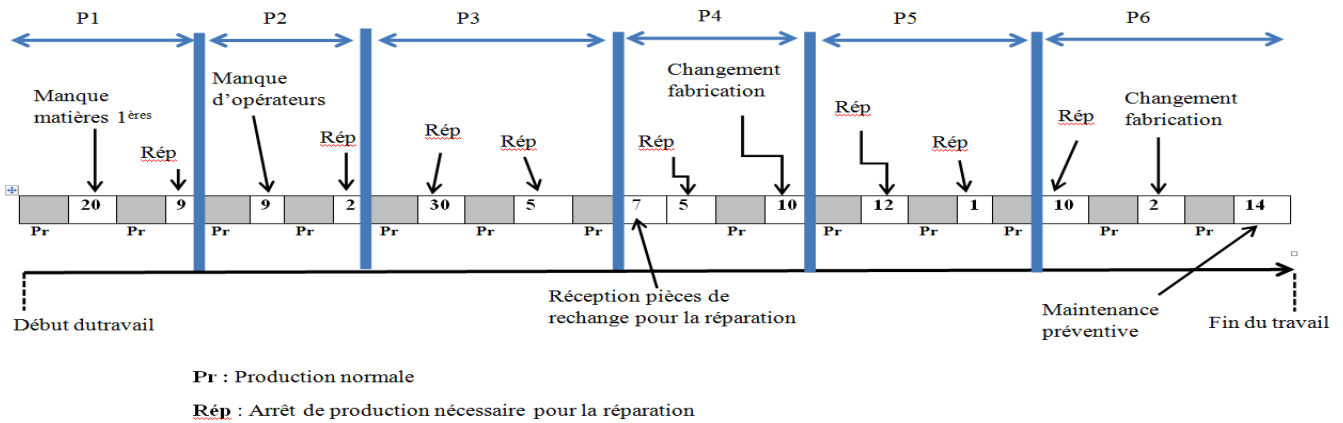 P1 P2 P3 P4 P5 P6
Manque
matières 1ères
Rép
Manque
d’opérateurs
Rép
Rép
Rép
Changement
fabrication
Rép
Rép
Rép
Rép
Changement
fabrication
20 9 9 2 30 5 7 5 10 12 1 10 2 14
Pr Pr Pr Pr Pr Pr Pr Pr Pr Pr Pr Pr Pr
Réception pièces de
rechange pour la réparation
Maintenance
préventive
Début dutravail
Fin du travail
Pr : Production normale
Rép : Arrêt de production nécessaire pour la réparation